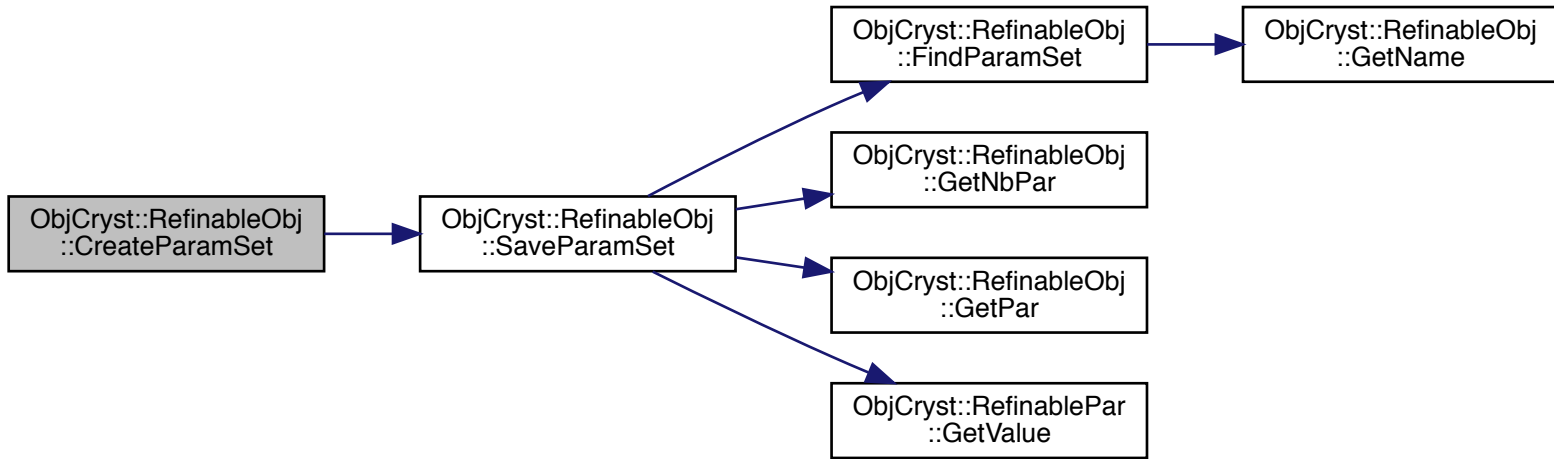 ObjCryst::RefinableObj
::CreateParamSet
ObjCryst::RefinableObj
::SaveParamSet
ObjCryst::RefinableObj
::FindParamSet
ObjCryst::RefinableObj
::GetName
ObjCryst::RefinableObj
::GetNbPar
ObjCryst::RefinableObj
::GetPar
ObjCryst::RefinablePar
::GetValue